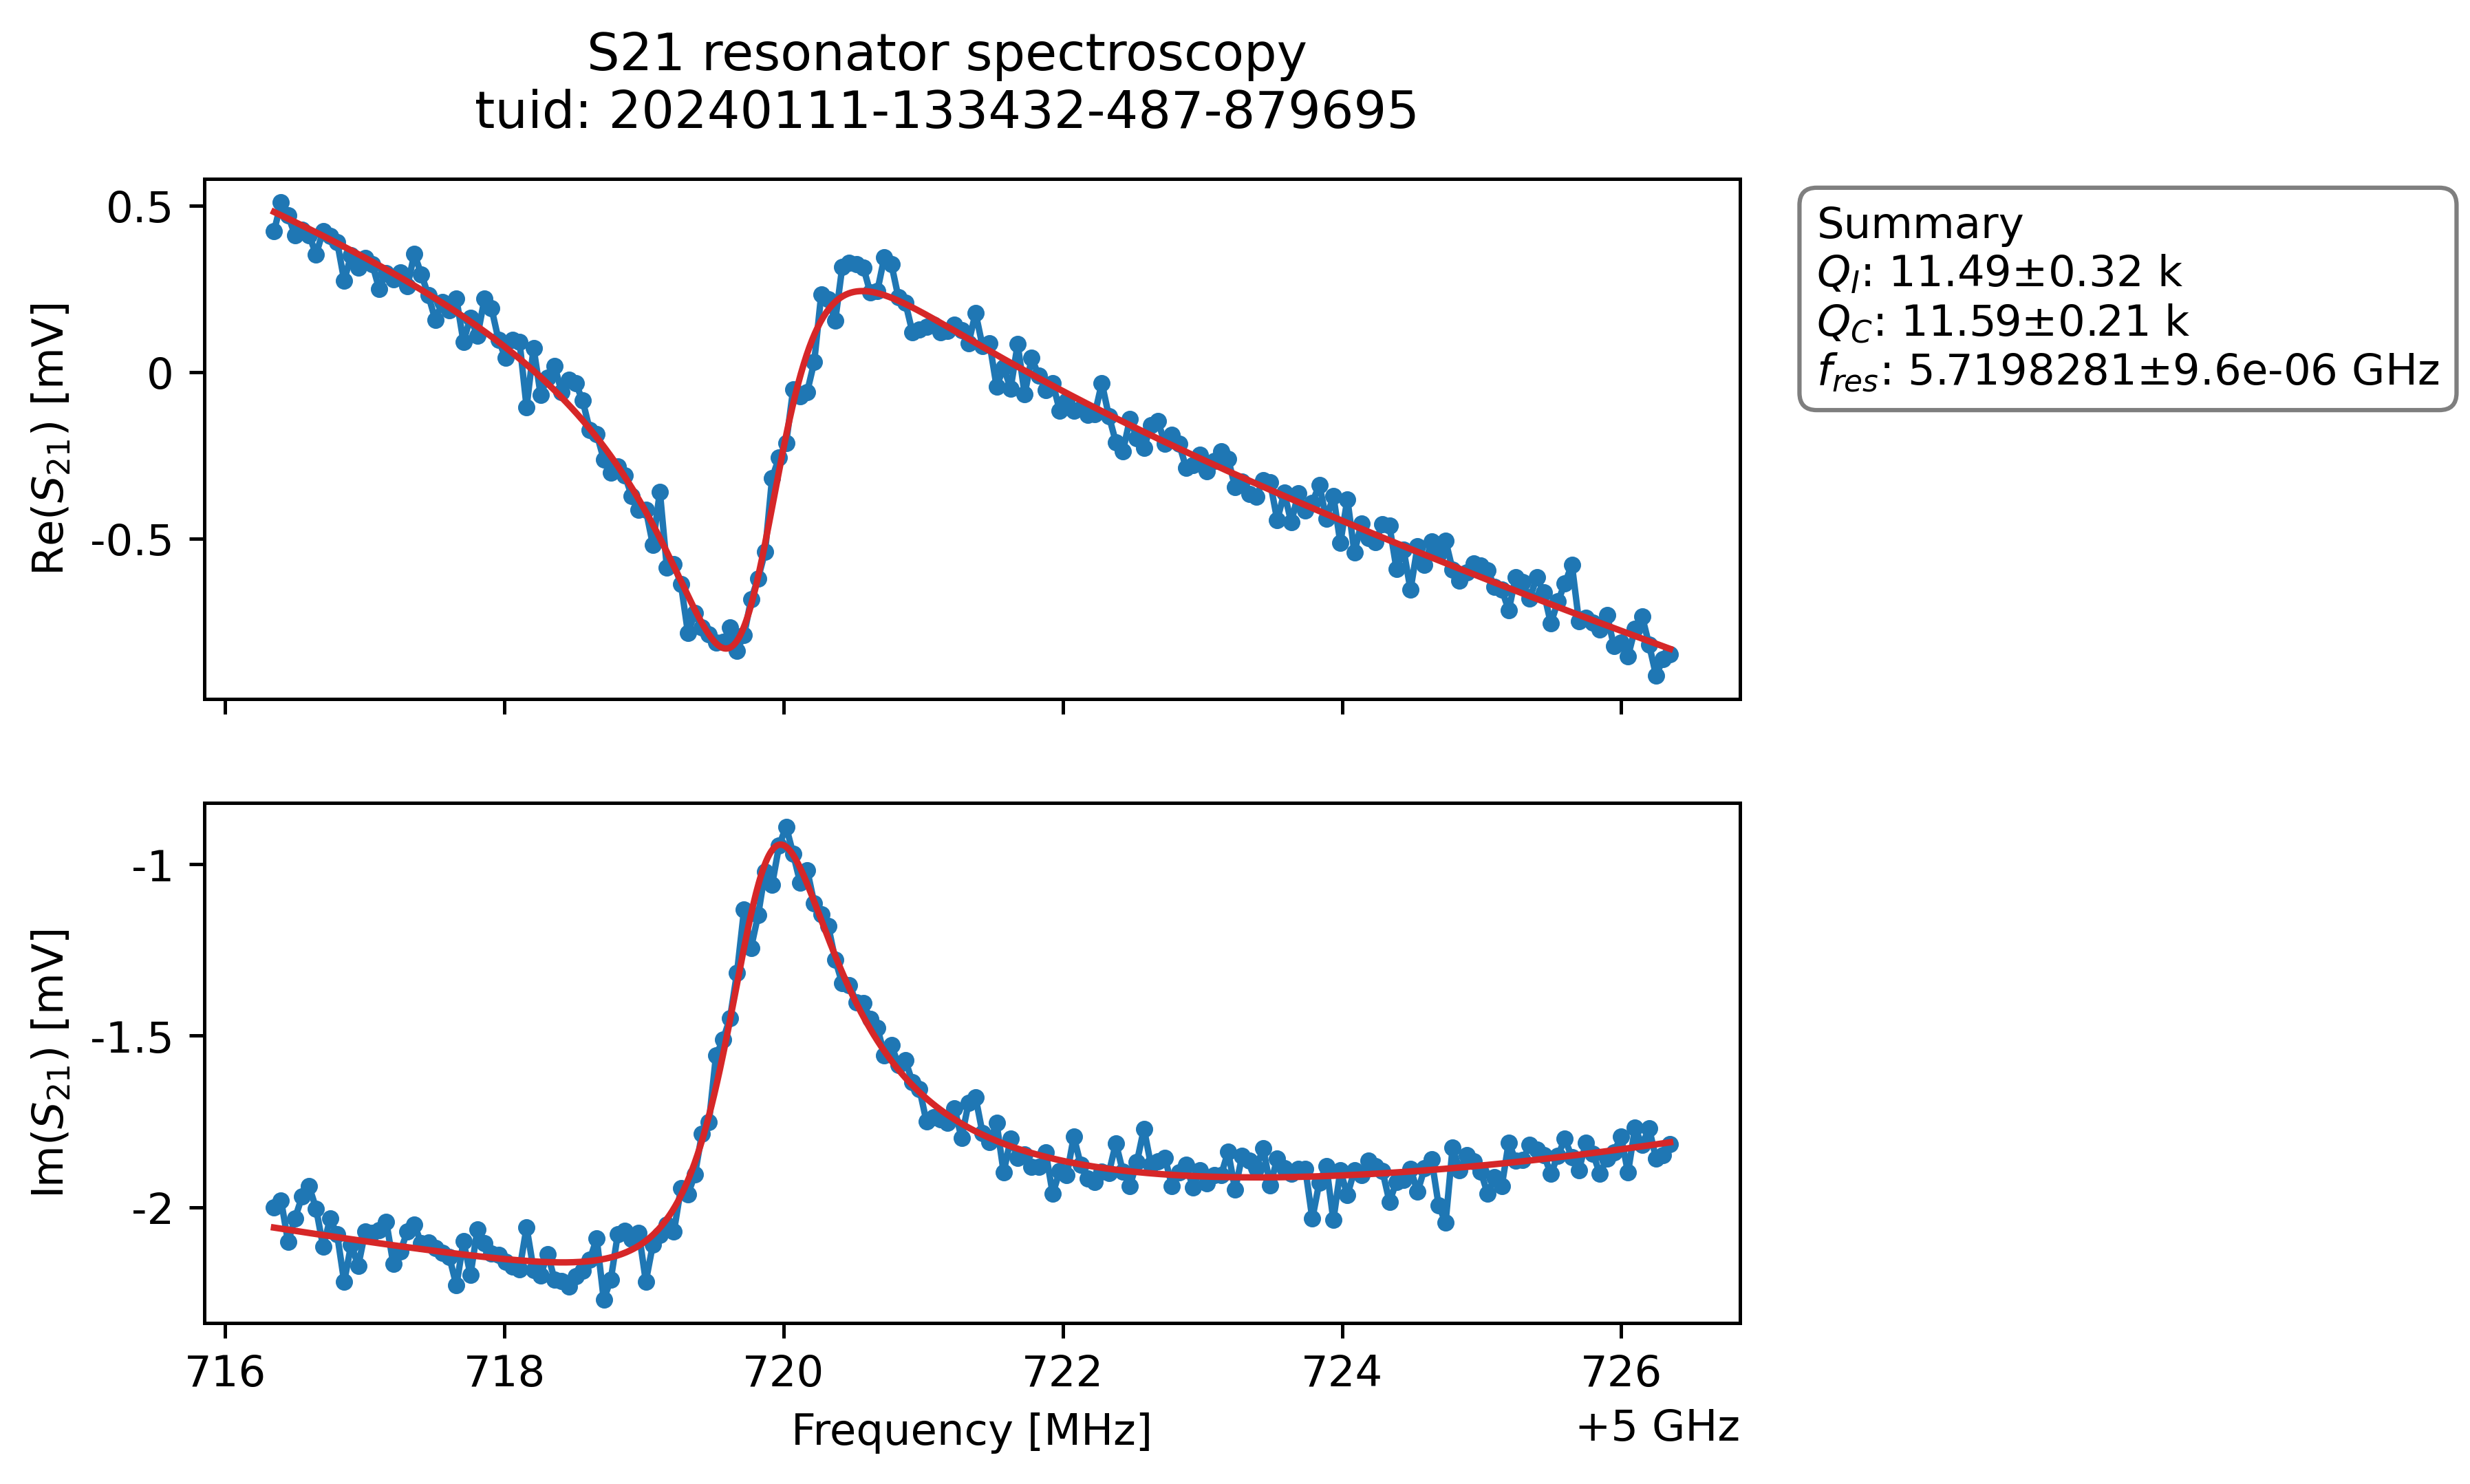 S21 resonator spectroscopy
tuid: 20240111-133432-487-879695
0.5
0
-0.5
Re(S21) [mV]
Summary
QI: 11.49±0.32 k
QC: 11.59±0.21 k
fres: 5.7198281±9.6e-06 GHz
-1
-1.5
-2
Im(S21) [mV]
716 718 720 722 724 726
Frequency [MHz]
+5 GHz